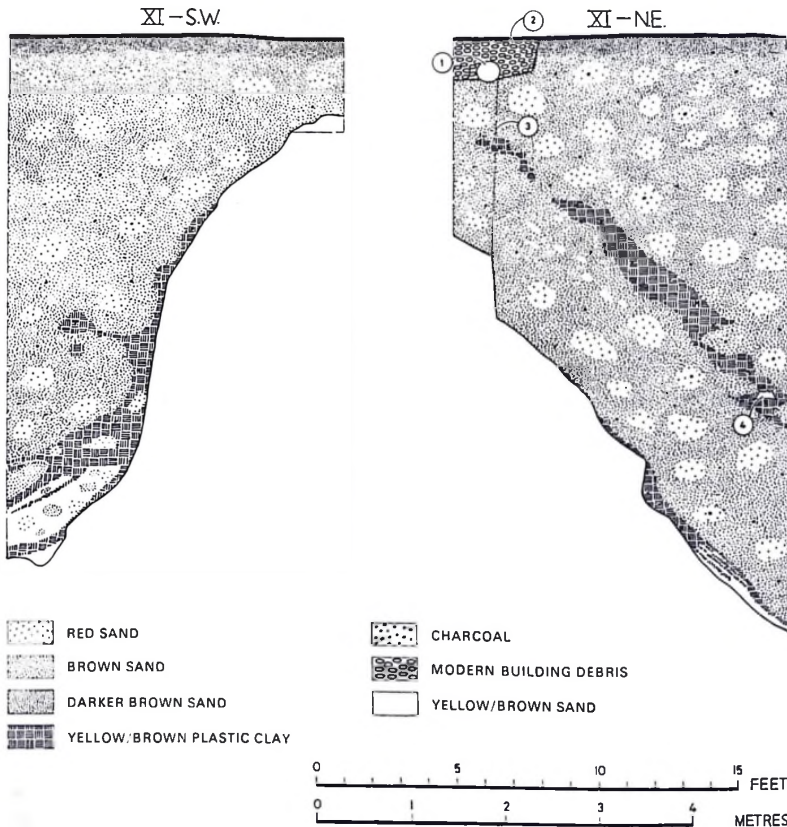 XI-S.W.
XI-N.E.
2
1
3
4
RED SAND
BROWN SAND
DARKER BROWN SAND
YELLOW/BROWN PLASTIC CLAY
CHARCOAL
MODERN BUILDING DEBRIS
YELLOW/BROWN SAND
0 5 10 15 FEET
0 1 2 3 4 METRES